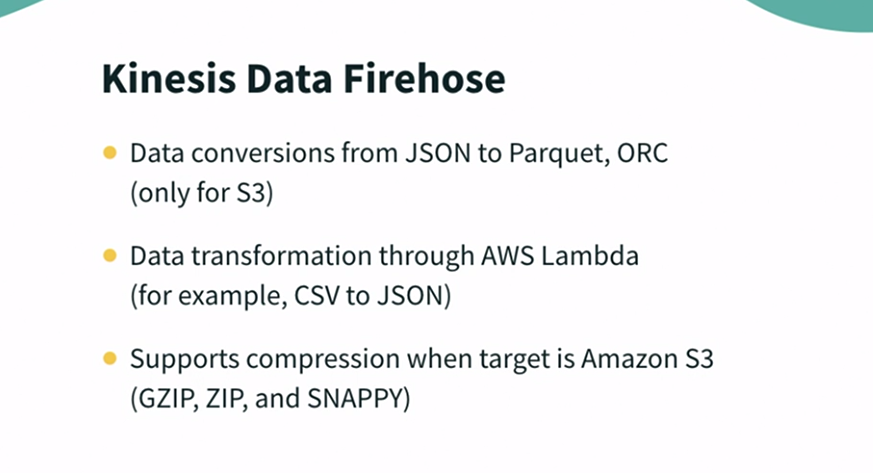 Kinesis Data Firehose
Data conversions from JSON to Parquet, ORC
(only for S3)
Data transformation through AWS Lambda
(for example, CSV to JSON)
Supports compression when target is Amazon S3
(GZIP, ZIP, and SNAPPY)